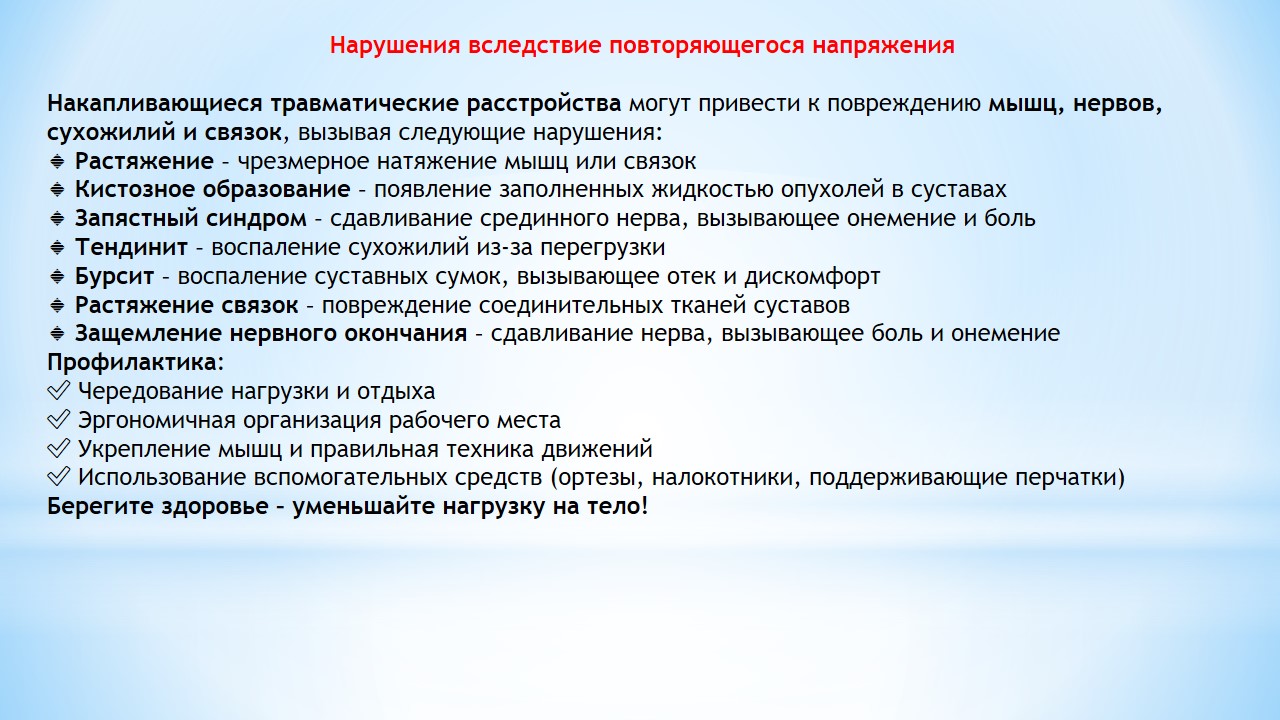 Нарушения вследствие повторяющегося напряжения
Накапливающиеся травматические расстройства могут привести к повреждению мышц, нервов,
сухожилий и связок, вызывая следующие нарушения:
🔹 Растяжение – чрезмерное натяжение мышц или связок
🔹 Кистозное образование – появление заполненных жидкостью опухолей в суставах
🔹 Запястный синдром – сдавливание срединного нерва, вызывающее онемение и боль
🔹 Тендинит – воспаление сухожилий из-за перегрузки
🔹 Бурсит – воспаление суставных сумок, вызывающее отек и дискомфорт
🔹 Растяжение связок – повреждение соединительных тканей суставов
🔹 Защемление нервного окончания – сдавливание нерва, вызывающее боль и онемение
Профилактика:
✅ Чередование нагрузки и отдыха
✅ Эргономичная организация рабочего места
✅ Укрепление мышц и правильная техника движений
✅ Использование вспомогательных средств (ортезы, налокотники, поддерживающие перчатки)
Берегите здоровье – уменьшайте нагрузку на тело!